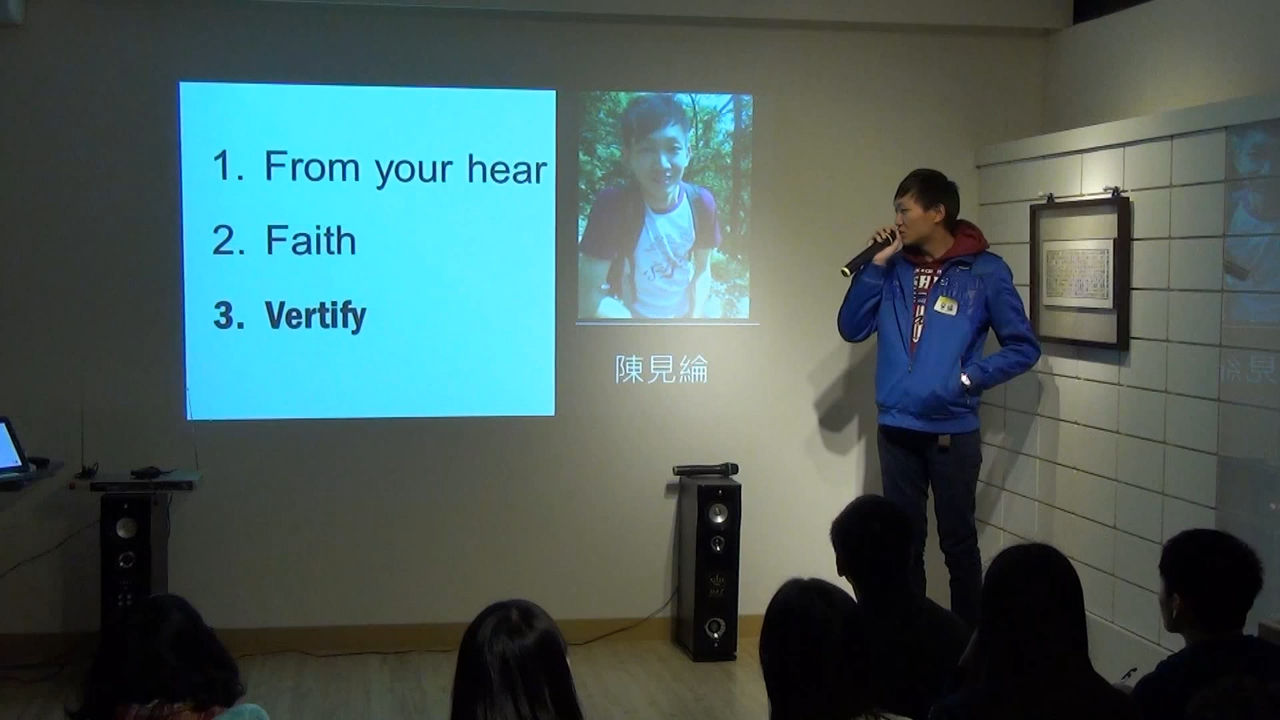 1. From your hear
2. Faith
3. Vertify
陳見綸